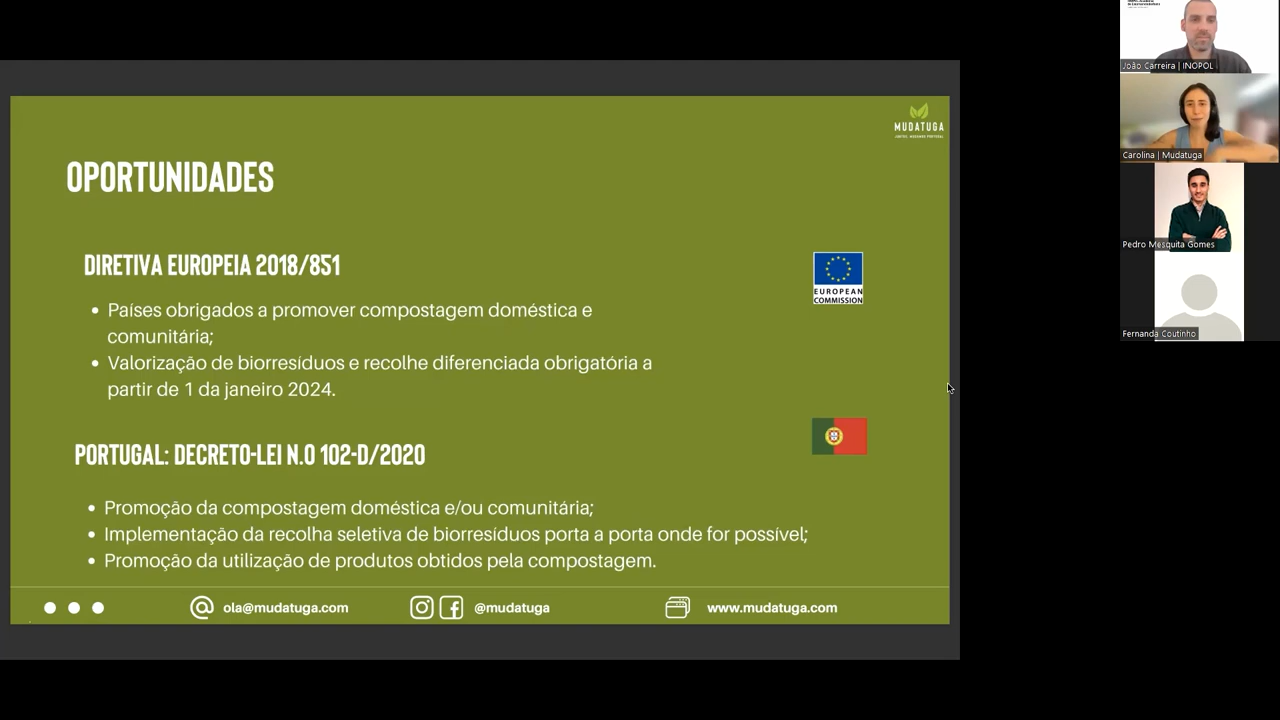 MUDATUGA
JUNTOS, MUDAMOS PORTUGAL
OPORTUNIDADES
DIRETIVA EUROPEIA 2018/851
Países obrigados a promover compostagem doméstica e
comunitária;
Valorização de biorresíduos e recolhe diferenciada obrigatória a
partir de 1 da janeiro 2024.
EUROPEAN
COMMISSION
PORTUGAL: DECRETO-LEI N.O 102-D/2020
Promoção da compostagem doméstica e/ou comunitária;
Implementação da recolha seletiva de biorresíduos porta a porta onde for possível;
Promoção da utilização de produtos obtidos pela compostagem.
ola@mudatuga.com
@mudatuga
www.mudatuga.com
João Carreira | INOPOL
Carolina | Mudatuga
Pedro Mesquita Gomes
Fernanda Coutinho